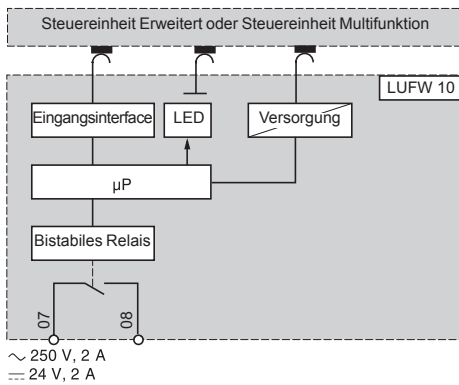 Steuereinheit Erweitert oder Steuereinheit Multifunktion
LUFW 10
Eingangsinterface
LED
Versorgung
µP
Bistabiles Relais
07
08
~ 250 V, 2 A
⎓ 24 V, 2 A